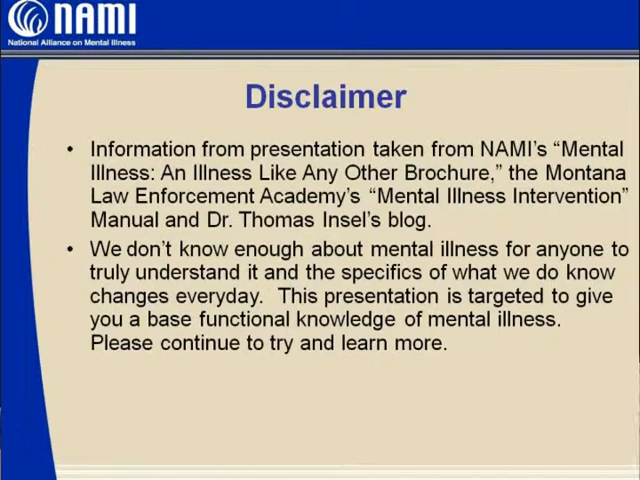 NAMI
National Alliance on Mental Illness
Disclaimer
• Information from presentation taken from NAMI's “Mental
Illness: An Illness Like Any Other Brochure,” the Montana
Law Enforcement Academy's “Mental Illness Intervention”
Manual and Dr. Thomas Insel's blog.
• We don't know enough about mental illness for anyone to
truly understand it and the specifics of what we do know
changes everyday. This presentation is targeted to give
you a base functional knowledge of mental illness.
Please continue to try and learn more.